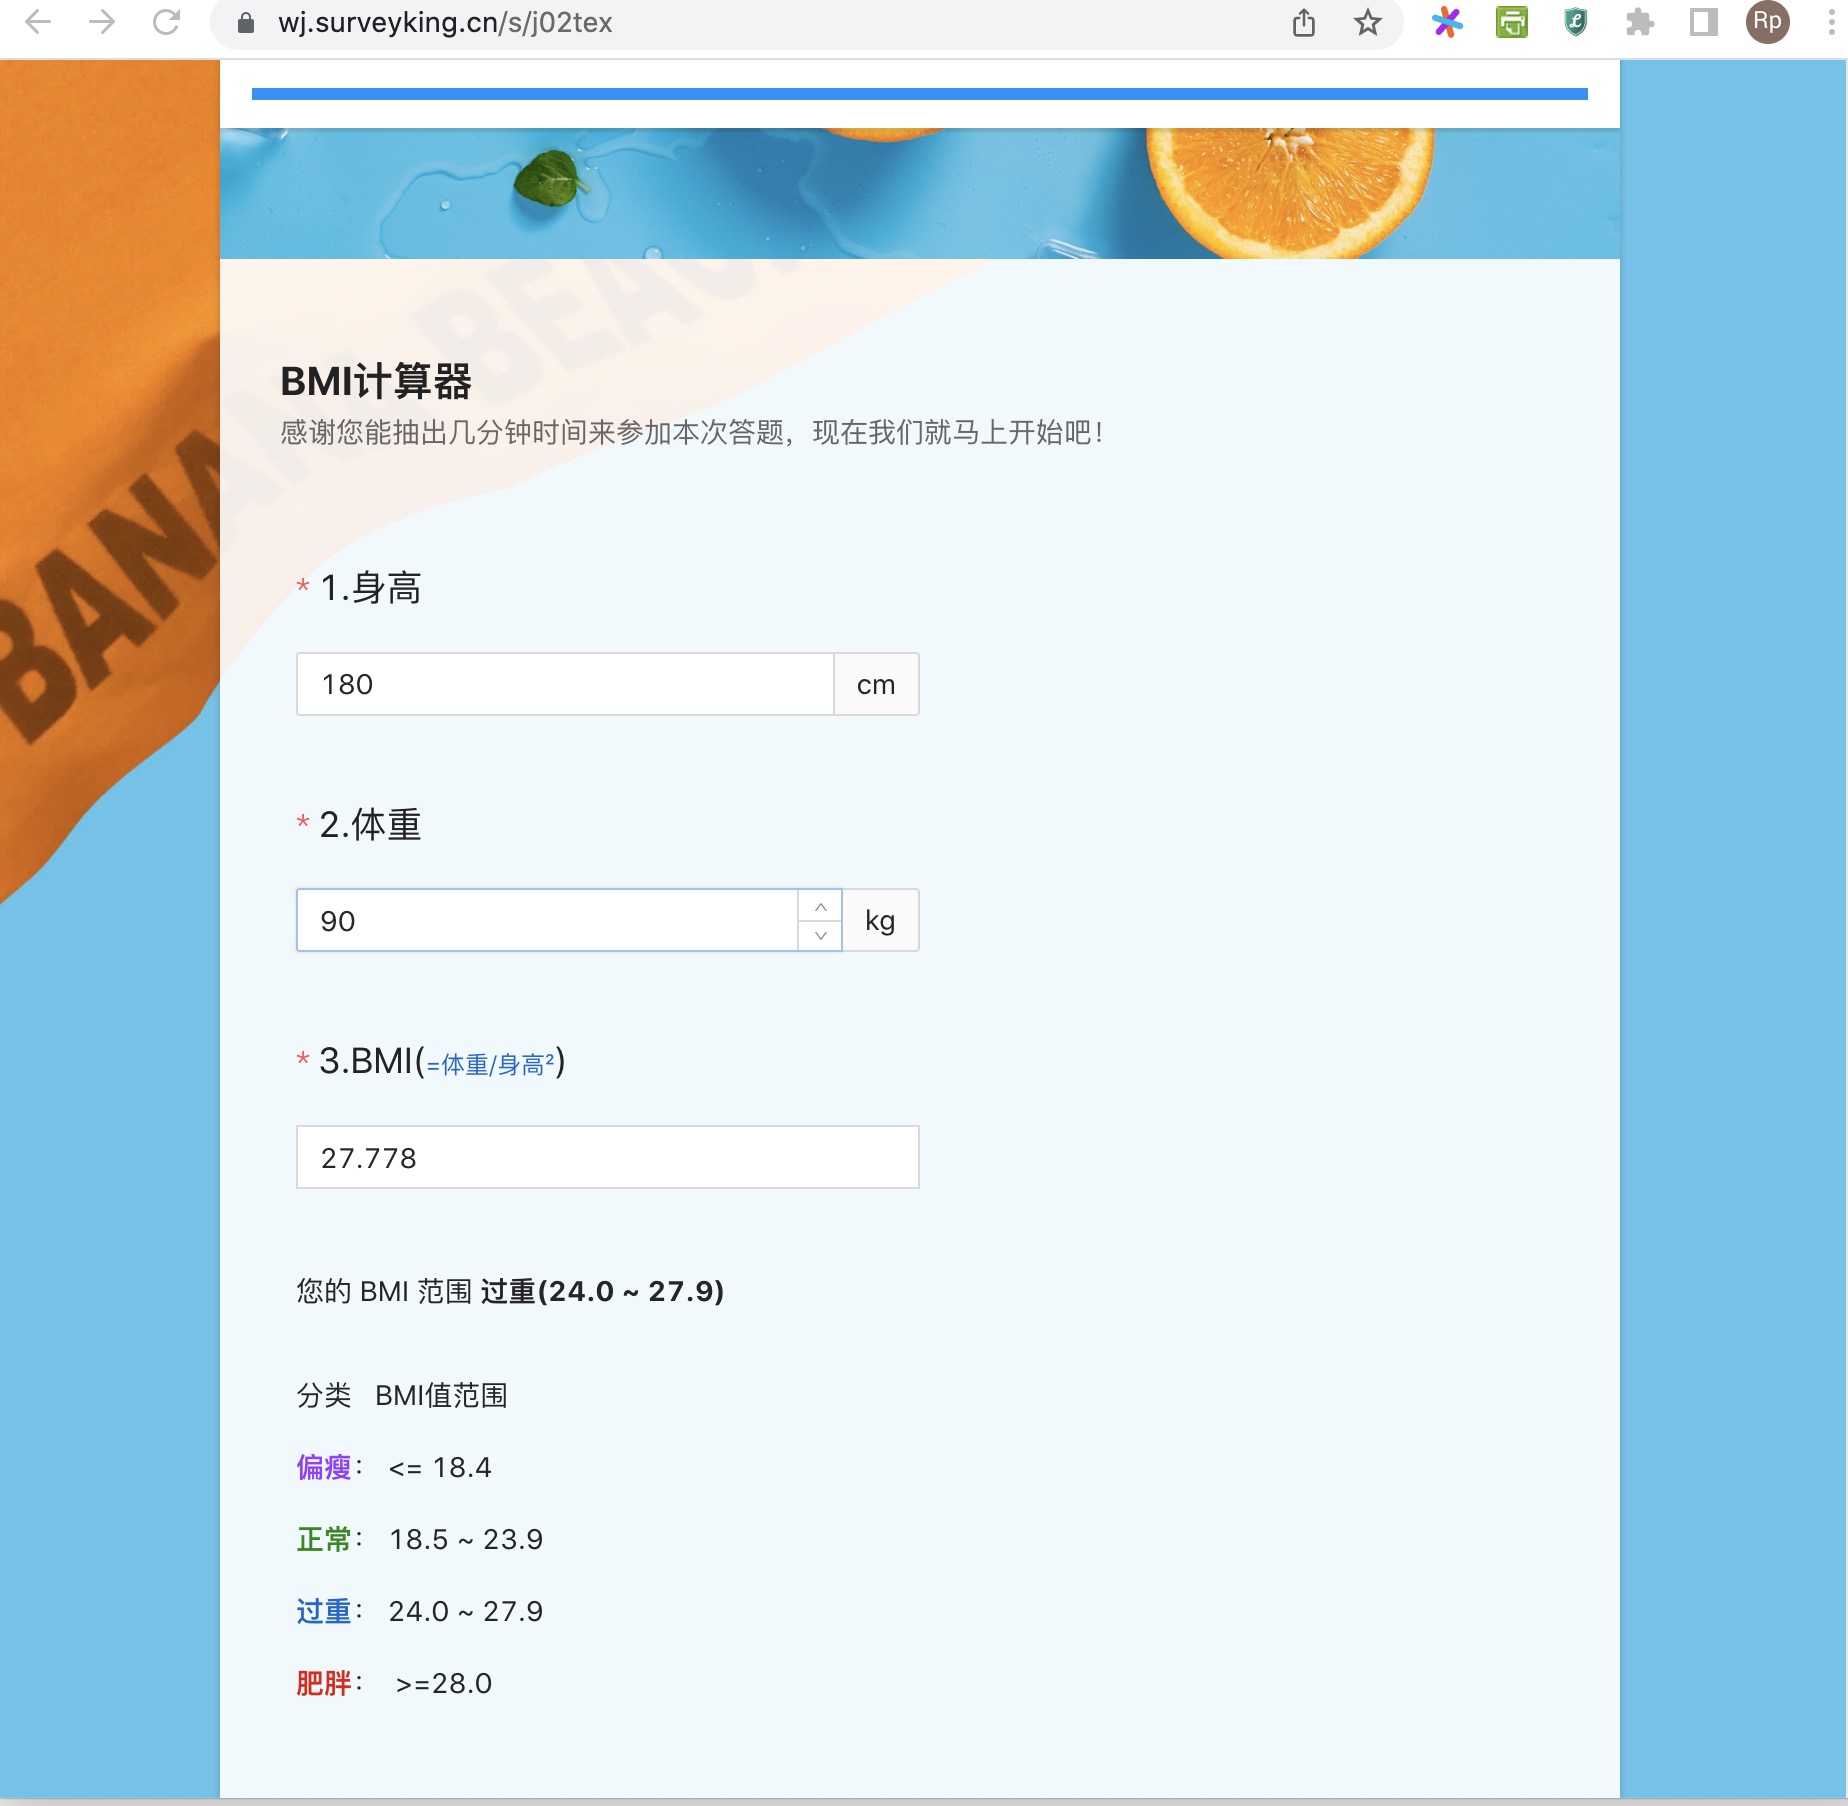 wj.surveyking.cn/s/j02tex
Rp
BANANA BEACH
BMI计算器
感谢您能抽出几分钟时间来参加本次答题，现在我们就马上开始吧！
* 1.身高
180 cm
* 2.体重
90 kg
* 3.BMI(=体重/身高²)
27.778
您的 BMI 范围 过重(24.0 ~ 27.9)
分类 BMI值范围
偏瘦： <= 18.4
正常： 18.5 ~ 23.9
过重： 24.0 ~ 27.9
肥胖： >=28.0